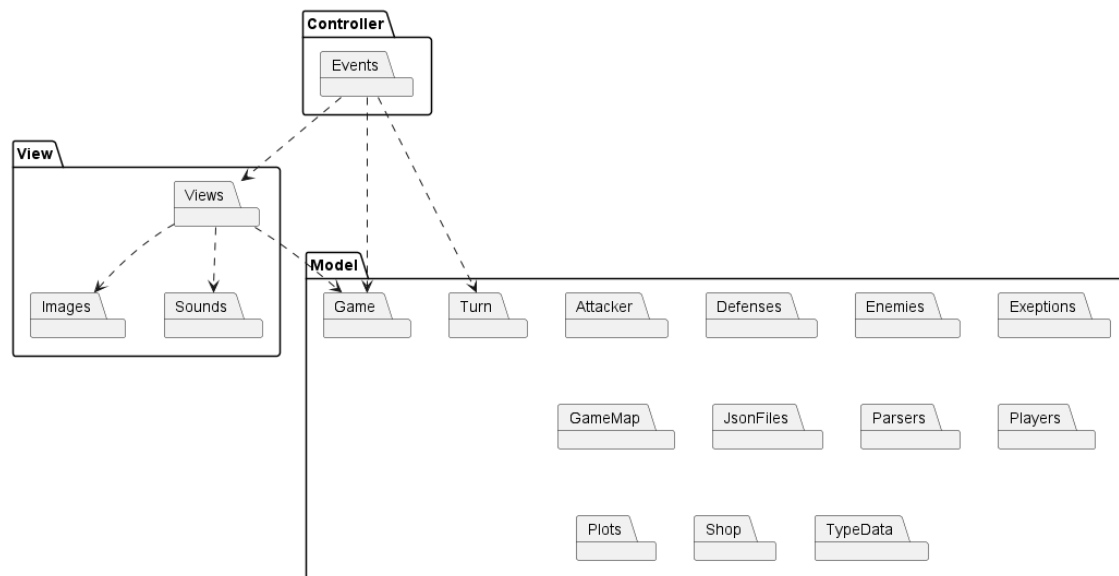 Controller
Events
View
Views
Images
Sounds
Model
Game
Turn
Attacker
Defenses
Enemies
Exeptions
GameMap
JsonFiles
Parsers
Players
Plots
Shop
TypeData